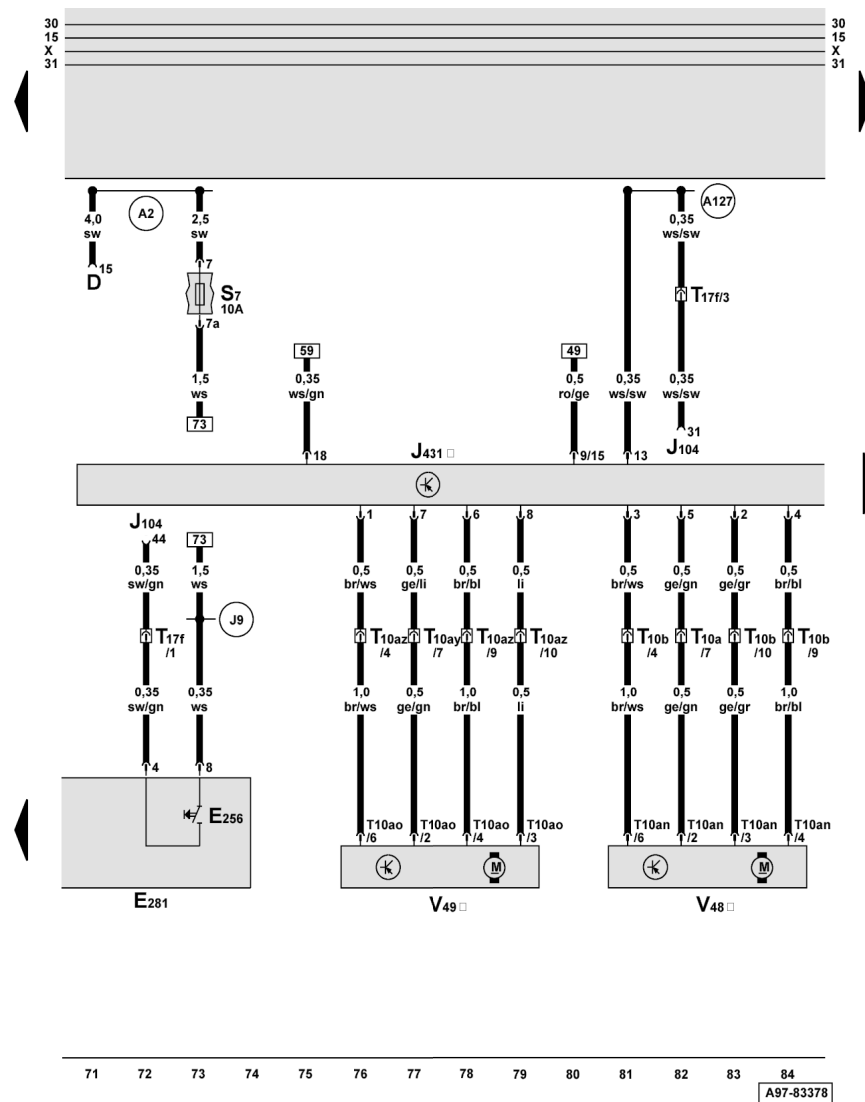 30 30
15 15
X X
31 31
A2 A127
4,0 2,5 0,35
sw sw ws/sw
15 7
D
S7 T17f/3
10A
7a
59 49
1,5 0,35 0,5 0,35 0,35
ws ws/gn ro/ge ws/sw ws/sw
73 31
J431 J104
18 9/15 13
J104 1 7 6 8 3 5 2 4
44 73
0,35 1,5 0,5 0,5 0,5 0,5 0,5 0,5 0,5 0,5
sw/gn ws br/ws ge/li br/bl li br/ws ge/gn ge/gr br/bl
J9
T17f T10az T10ay T10az T10az T10b T10a T10b T10b
/1 /4 /7 /9 /10 /4 /7 /10 /9
0,35 0,35 1,0 0,5 1,0 0,5 1,0 0,5 0,5 1,0
sw/gn ws br/ws ge/gn br/bl li br/ws ge/gn ge/gr br/bl
4 8
E256
T10ao T10ao T10ao T10ao T10an T10an T10an T10an
/6 /2 /4 /3 /6 /2 /3 /4
M M
E281 V49 V48
71 72 73 74 75 76 77 78 79 80 81 82 83 84
A97-83378